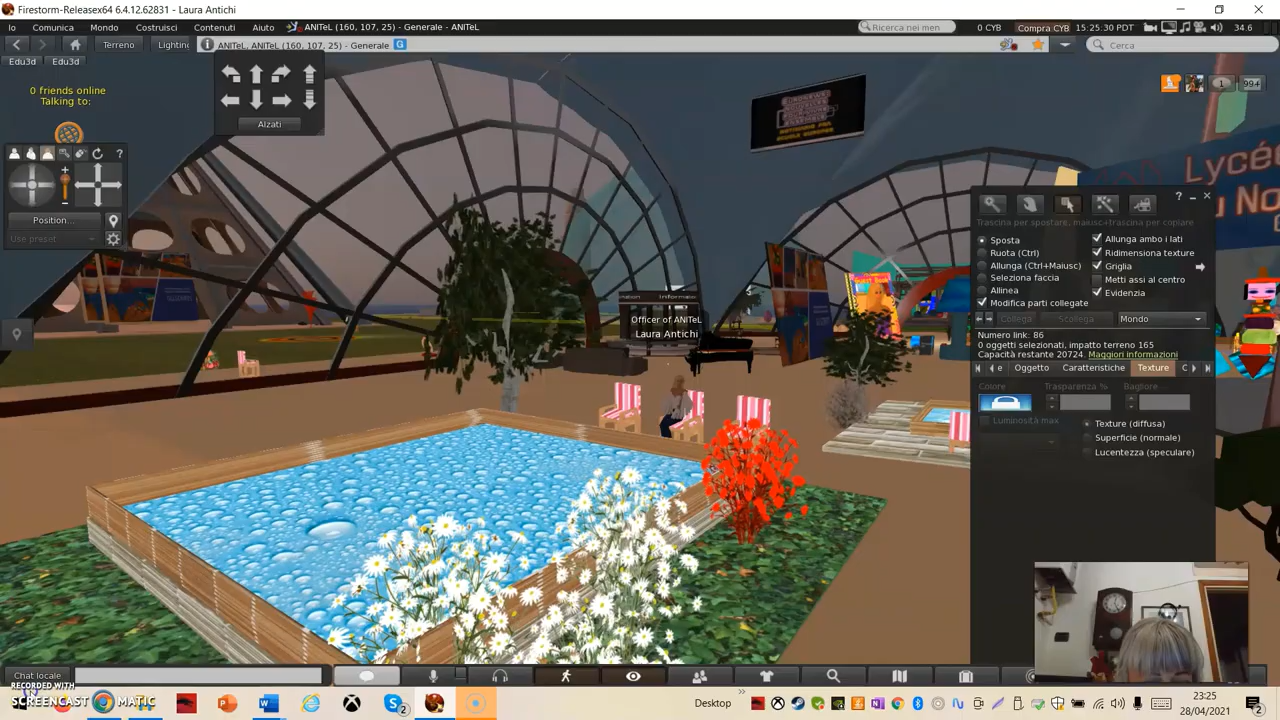 Firestorm-Releasex64 6.4.12.62831 - Laura Antichi
Io Comunica Mondo Costruisci Contenuti Aiuto ANITeL (160, 107, 25) - Generale - ANITeL
Ricerca nei men 0 CYB Compra CYB 15:25:30 PDT 34.6
Terreno Lighting ANITeL, ANITeL (160, 107, 25) - Generale G Cerca
Edu3d Edu3d
0 friends online
Talking to:
1 994
Alzati
Position...
Use preset
Lycé
u No
Officer of ANITeL
Laura Antichi
Trascina per spostare, maiusc+trascina per copiare
Sposta
Ruota (Ctrl)
Allunga (Ctrl+Maiusc)
Seleziona faccia
Allinea
Modifica parti collegate
Allunga ambo i lati
Ridimensiona texture
Griglia
Metti assi al centro
Evidenzia
Collega Scollega Mondo
Numero link: 86
0 oggetti selezionati, impatto terreno 165
Capacità restante 20724. Maggiori informazioni
e Oggetto Caratteristiche Texture C
Colore Trasparenza % Bagliore
Luminosità max
Texture (diffusa)
Superficie (normale)
Lucentezza (speculare)
Chat locale
RECORDED WITH
SCREENCAST MATIC
Desktop
23:25
28/04/2021